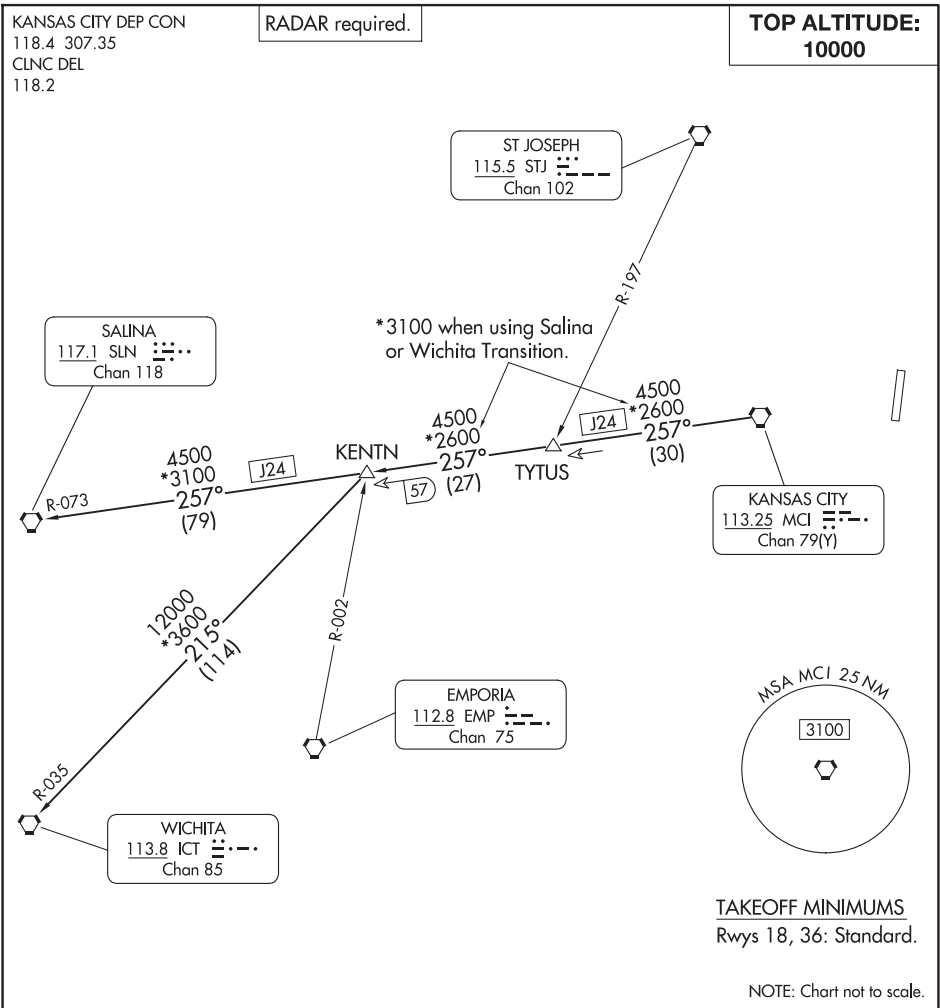 KANSAS CITY DEP CON
118.4 307.35
CLNC DEL
118.2
RADAR required.
TOP ALTITUDE:
10000
ST JOSEPH
115.5 STJ
Chan 102
R-197
SALINA
117.1 SLN
Chan 118
*3100 when using Salina
or Wichita Transition.
4500
*2600
J24
257°
(30)
4500
*2600
257°
(27)
KENTN
TYTUS
57
4500
*3100
J24
257°
(79)
R-073
KANSAS CITY
113.25 MCI
Chan 79(Y)
12000
*3600
215°
(114)
R-002
R-035
EMPORIA
112.8 EMP
Chan 75
WICHITA
113.8 ICT
Chan 85
MSA MCI 25 NM
3100
TAKEOFF MINIMUMS
Rwys 18, 36: Standard.
NOTE: Chart not to scale.